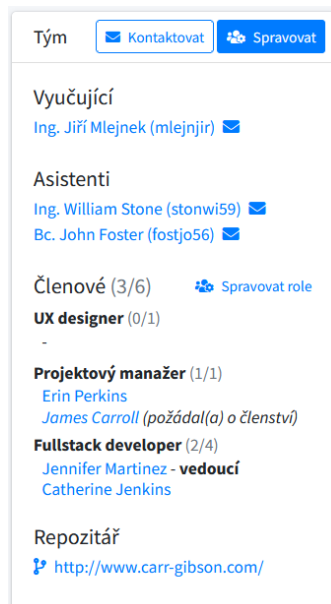 Tým
Kontaktovat
Spravovat
Vyučující
Ing. Jiří Mlejnek (mlejnjir)
Asistenti
Ing. William Stone (stonwi59)
Bc. John Foster (fostjo56)
Členové (3/6)
Spravovat role
UX designer (0/1)
-
Projektový manažer (1/1)
Erin Perkins
James Carroll (požádal(a) o členství)
Fullstack developer (2/4)
Jennifer Martinez - vedoucí
Catherine Jenkins
Repozitář
http://www.carr-gibson.com/